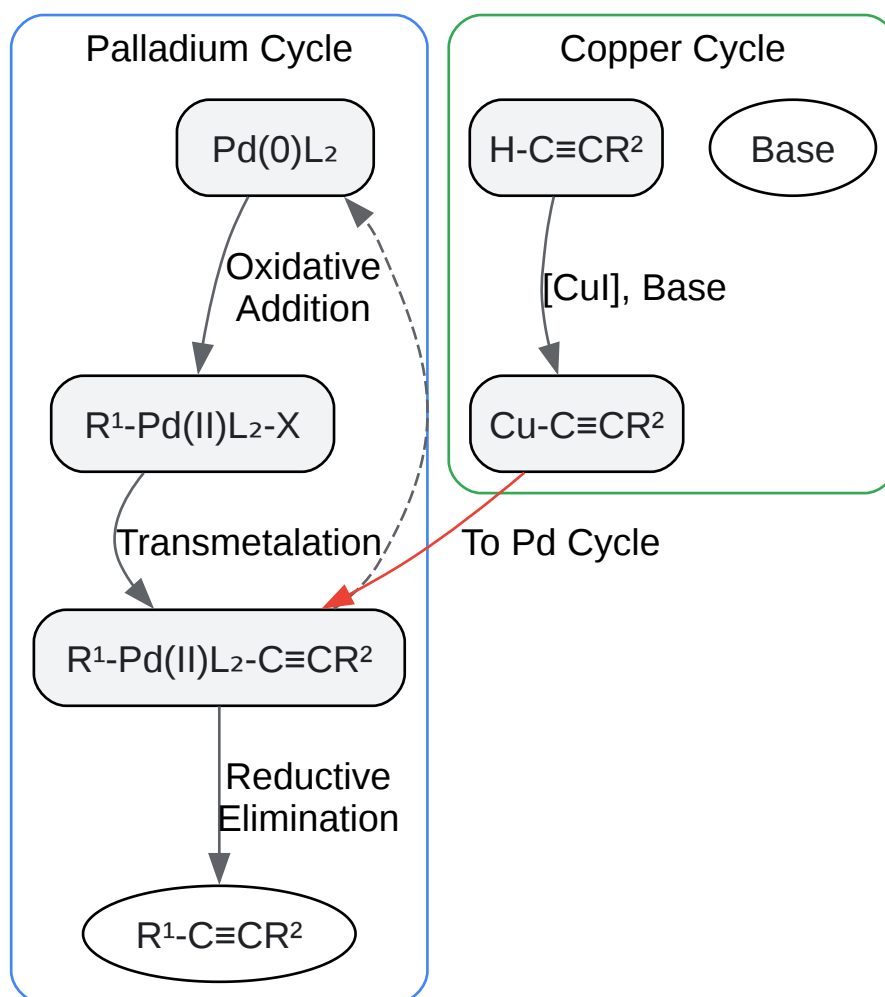 Palladium Cycle
Pd(0)L₂
Oxidative
Addition
R¹-Pd(II)L₂-X
Transmetalation
R¹-Pd(II)L₂-C≡CR²
Reductive
Elimination
R¹-C≡CR²
Copper Cycle
H-C≡CR²
Base
[CuI], Base
Cu-C≡CR²
To Pd Cycle